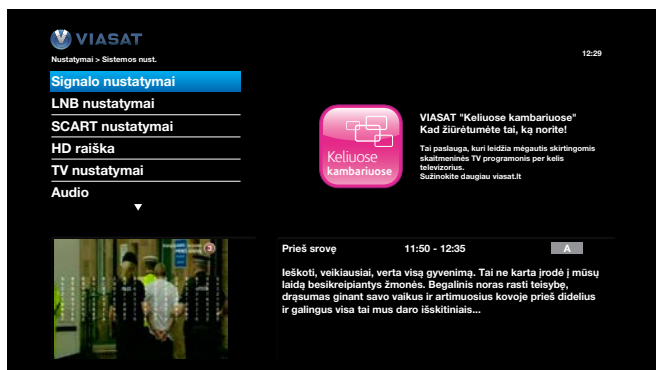 VIASAT
Nustatymai > Sistemos nust.
12:29
Signalo nustatymai
LNB nustatymai
SCART nustatymai
HD raiška
TV nustatymai
Audio
Keliuose
kambariuose
VIASAT "Keliuose kambariuose"
Kad žiūrėtumėte tai, ką norite!
Tai paslauga, kuri leidžia mėgautis skirtingomis
skaitmeninės TV programonis per kelis
televizorius.
Sužinokite daugiau viasat.lt
3
Prieš srovę 11:50 - 12:35 A
Ieškoti, veikiausiai, verta visą gyvenimą. Tai ne karta įrodė į mūsų
laidą besikreipiantys žmonės. Begalinis noras rasti teisybę,
drąsumas ginant savo vaikus ir artimuosius kovoje prieš didelius
ir galingus visa tai mus daro išskitiniais...